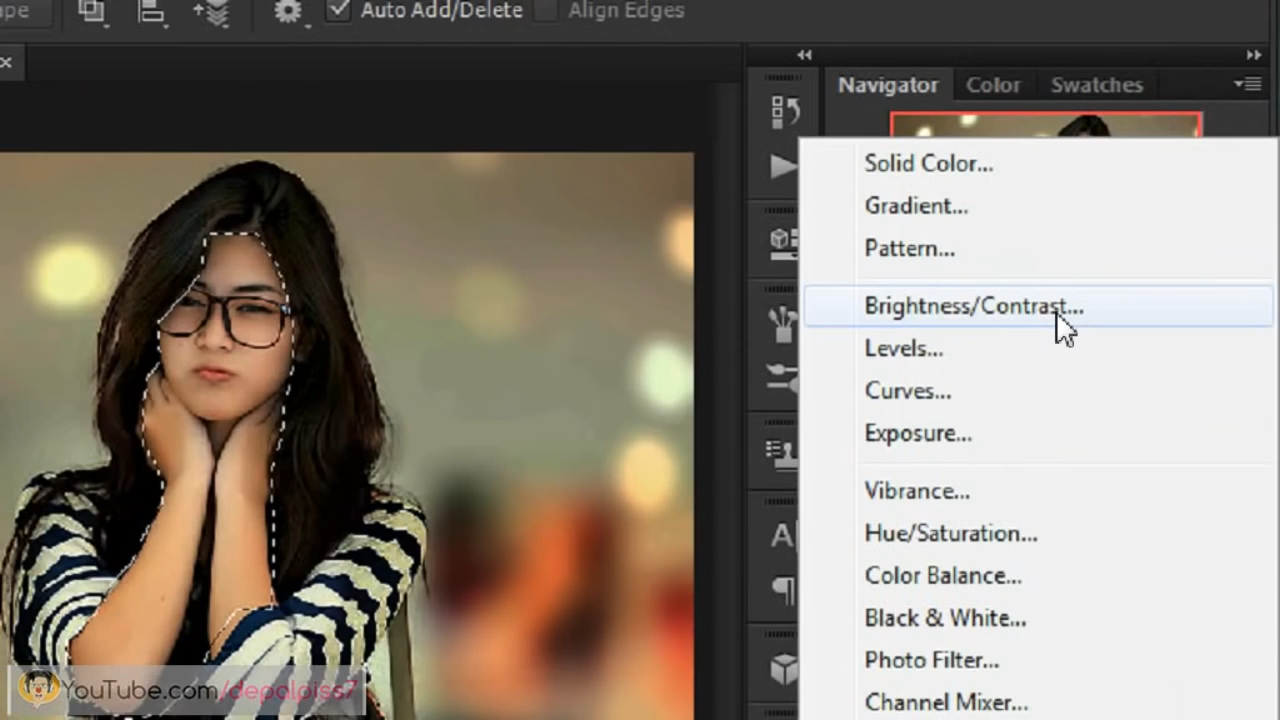 Auto Add/Delete
Align Edges
Navigator
Color
Swatches
Solid Color...
Gradient...
Pattern...
Brightness/Contrast...
Levels...
Curves...
Exposure...
Vibrance...
Hue/Saturation...
Color Balance...
Black & White...
Photo Filter...
Channel Mixer...
YouTube.com/depalpiss7